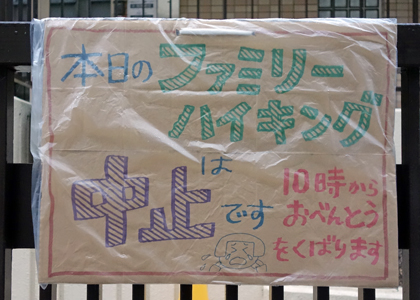 本日の ファミリー
ハイキング
は
中止です
10時から
おべんとう
をくばります